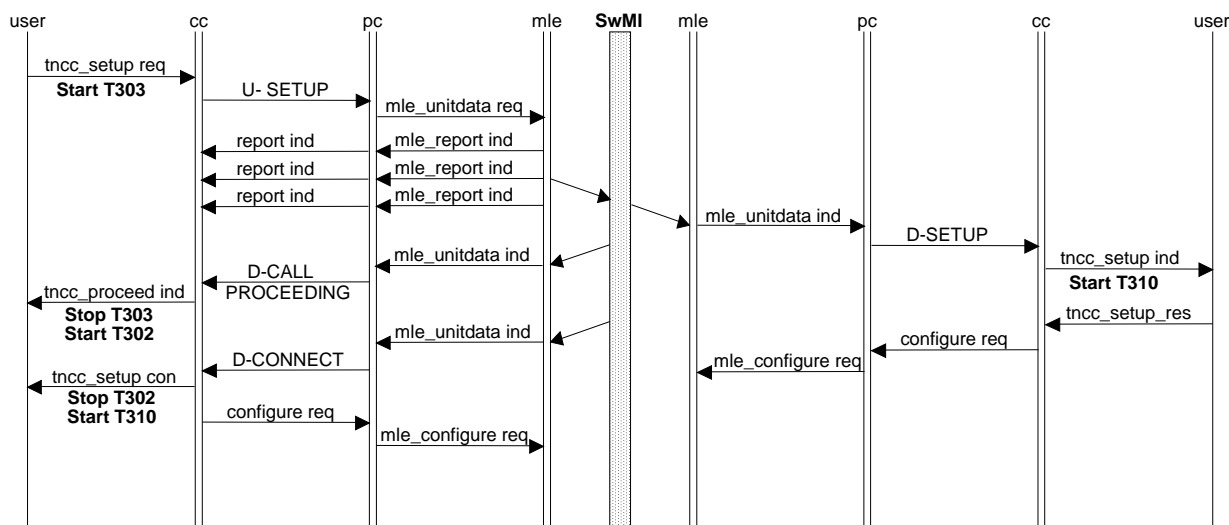 user cc pc mle SwMI mle pc cc user
tncc_setup req
Start T303
U- SETUP
mle_unitdata req
report ind
mle_report ind
report ind
mle_report ind
report ind
mle_report ind
mle_unitdata ind
D-SETUP
tncc_setup ind
Start T310
mle_unitdata ind
D-CALL
PROCEEDING
tncc_proceed ind
Stop T303
Start T302
tncc_setup_res
configure req
mle_configure req
mle_unitdata ind
D-CONNECT
tncc_setup con
Stop T302
Start T310
configure req
mle_configure req